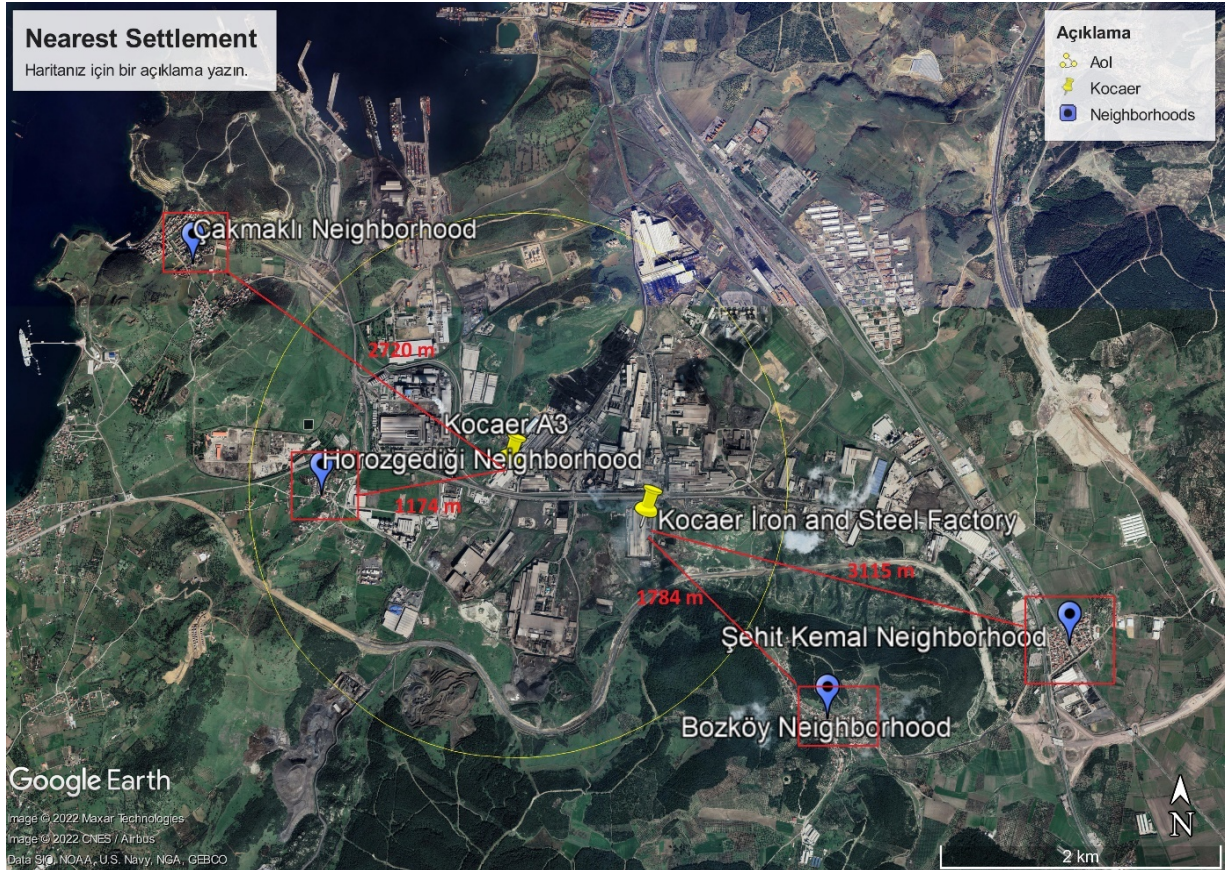 Nearest Settlement
Haritanız için bir açıklama yazın.
Açıklama
AoI
Kocaer
Neighborhoods
Çakmaklı Neighborhood
2720 m
Kocaer A3
Horozgediği Neighborhood
1174 m
Kocaer Iron and Steel Factory
3115 m
1784 m
Şehit Kemal Neighborhood
Bozköy Neighborhood
Google Earth
Image © 2022 Maxar Technologies
Image © 2022 CNES / Airbus
Data SIO, NOAA, U.S. Navy, NGA, GEBCO
N
2 km